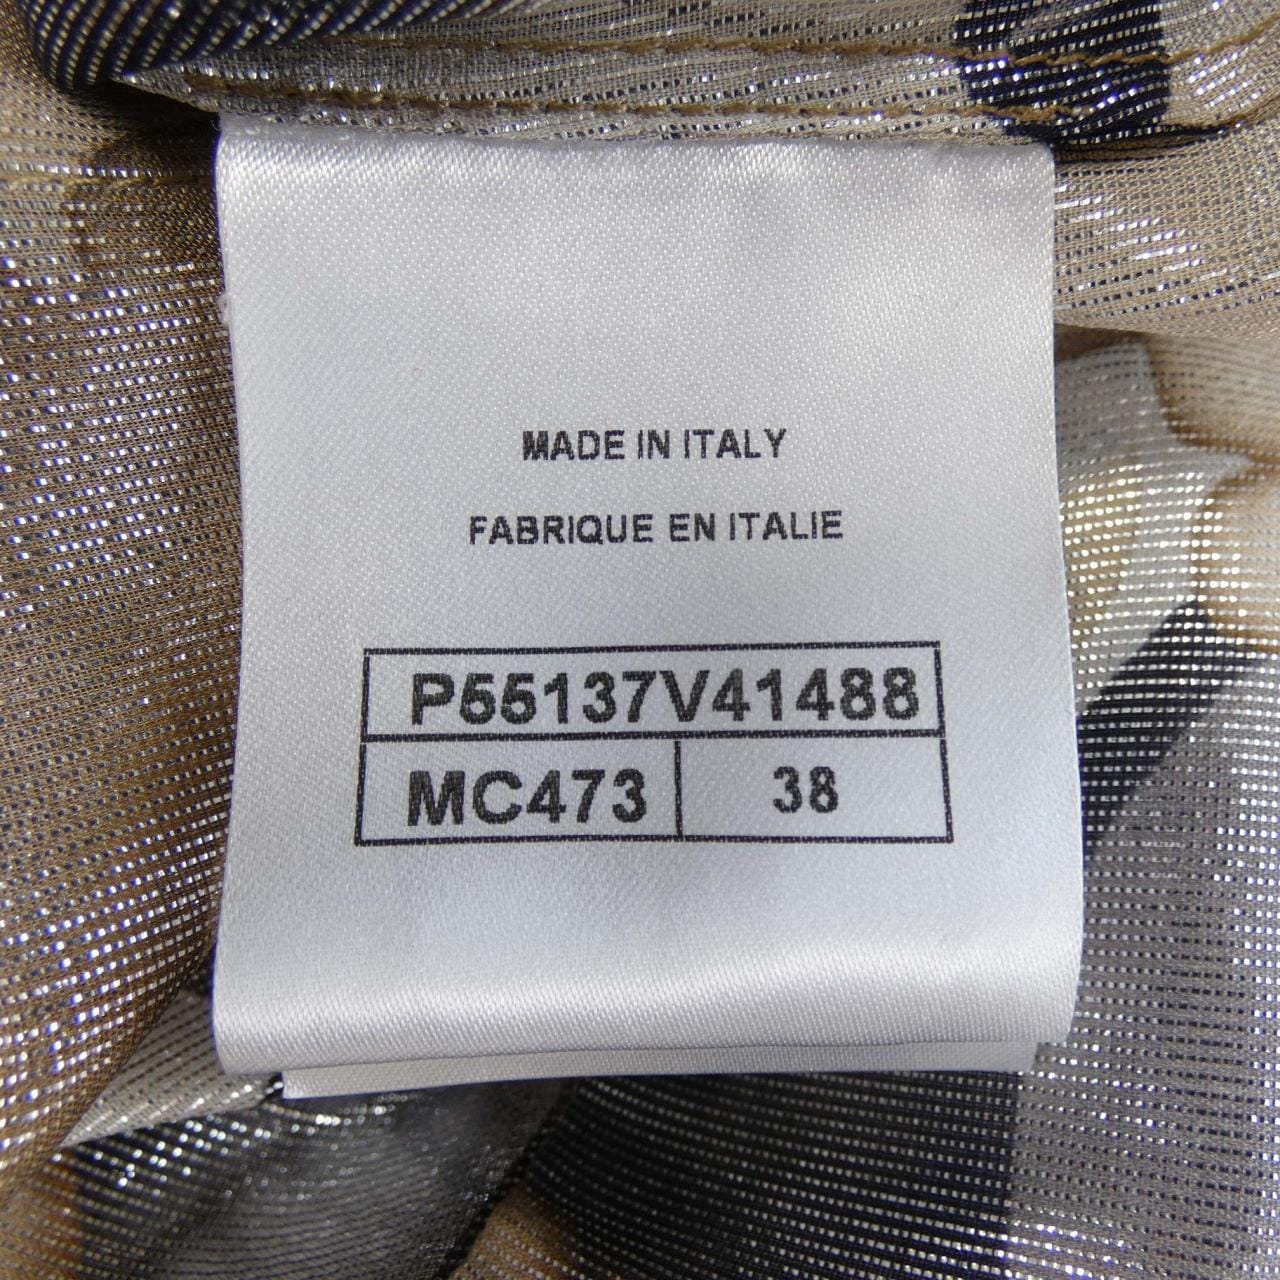 MADE IN ITALY
FABRIQUE EN ITALIE
P55137V41488
MC473 38